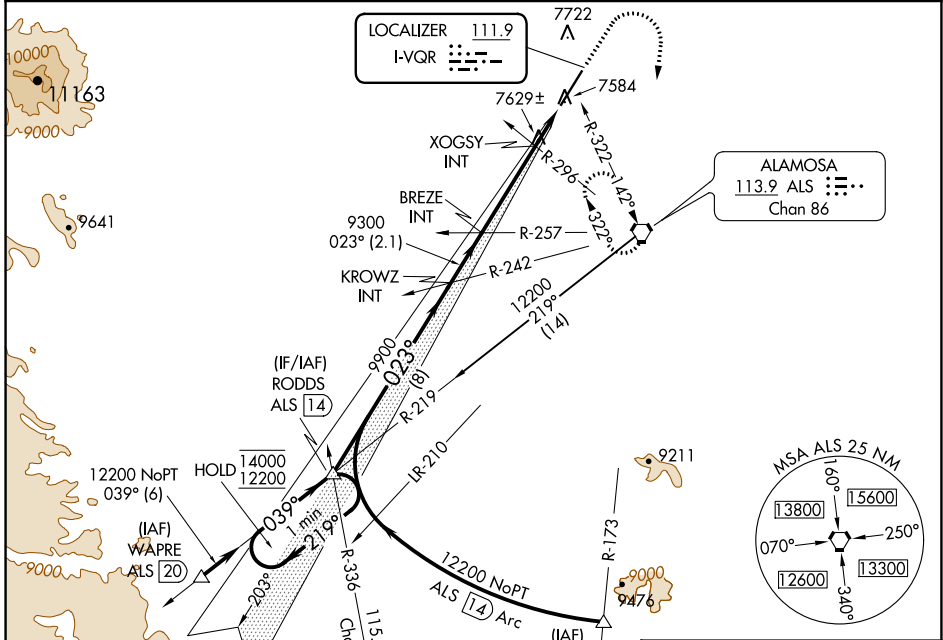 7722
LOCALIZER 111.9
I-VQR
10000
11163
9000
7584
7629±
XOGSY
INT
R-322
142°
R-296
ALAMOSA
113.9 ALS
Chan 86
9641
BREZE
INT
9300
023° (2.1)
R-257
322°
R-242
KROWZ
INT
12200
219°
(14)
9900
023°
(8)
(IF/IAF)
RODDS
ALS 14
R-219
LR-210
9211
MSA ALS 25 NM
160°
13800
15600
070°
250°
12600
13300
340°
12200 NoPT
039° (6)
HOLD 14000
12200
039°
1 min
219°
(IAF)
WAPRE
ALS 20
9000
203°
R-336
115.
Ch
R-173
12200 NoPT
ALS 14 Arc
9000
9476
(IAF)